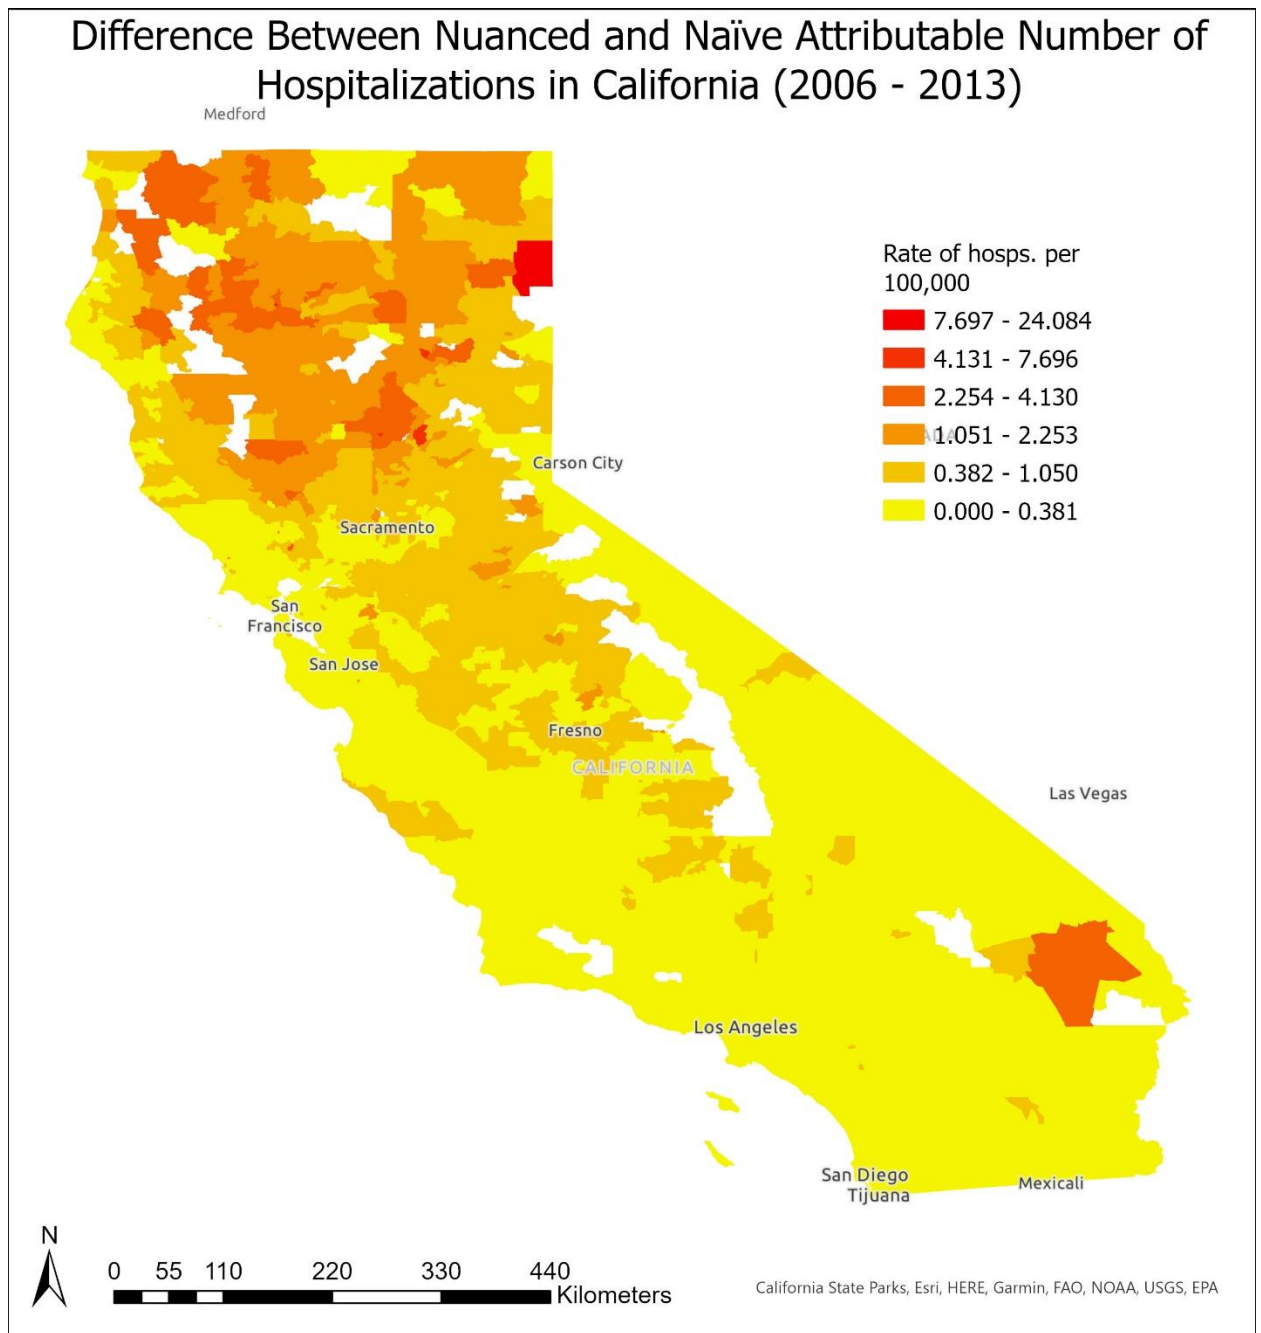 Difference Between Nuanced and Naïve Attributable Number of
Hospitalizations in California (2006 - 2013)
Medford
Rate of hosps. per
100,000
7.697 - 24.084
4.131 - 7.696
2.254 - 4.130
1.051 - 2.253
0.382 - 1.050
0.000 - 0.381
Carson City
Sacramento
San
Francisco
San Jose
Fresno
CALIFORNIA
Las Vegas
Los Angeles
San Diego
Tijuana
Mexicali
N
0 55 110 220 330 440
Kilometers
California State Parks, Esri, HERE, Garmin, FAO, NOAA, USGS, EPA